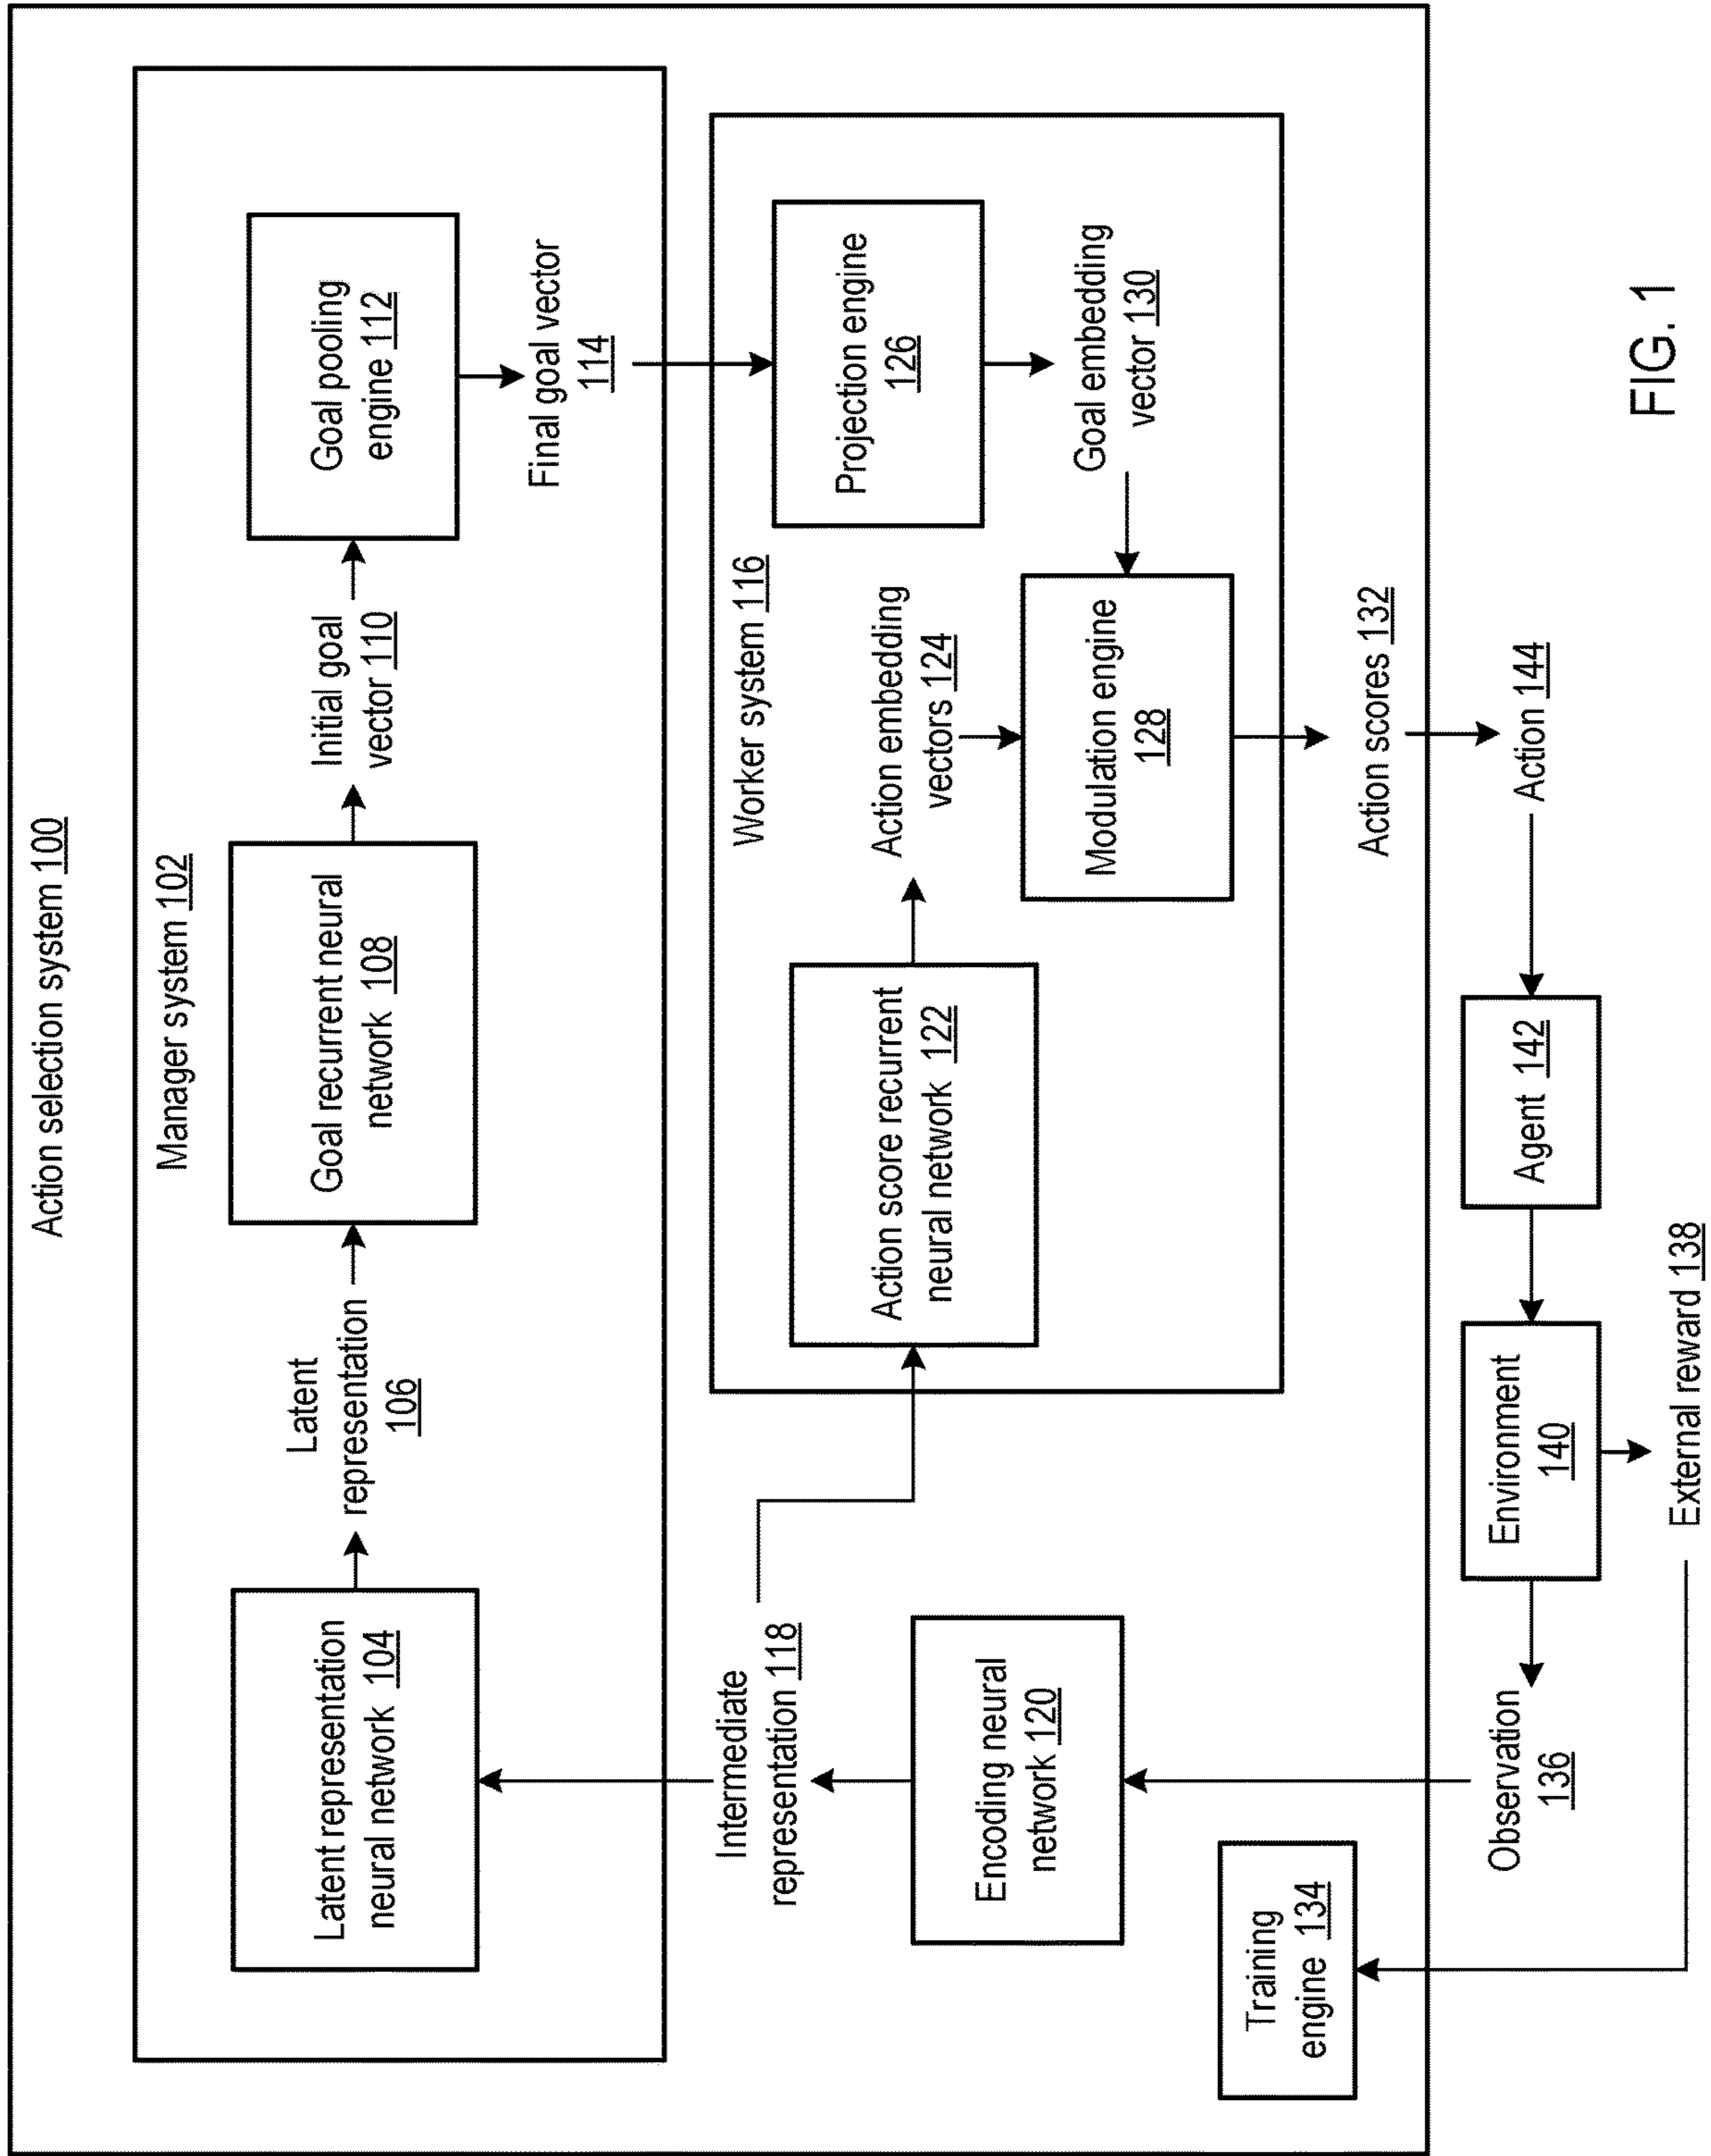 Action selection system 100
Manager system 102
Latent representation
neural network 104
Latent
representation
106
Goal recurrent neural
network 108
Initial goal
vector 110
Goal pooling
engine 112
Final goal vector
114
Intermediate
representation 118
Encoding neural
network 120
Training
engine 134
Worker system 116
Action score recurrent
neural network 122
Action embedding
vectors 124
Projection engine
126
Goal embedding
vector 130
Modulation engine
128
Action scores 132
Action 144
Agent 142
Environment
140
Observation
136
External reward 138
FIG. 1